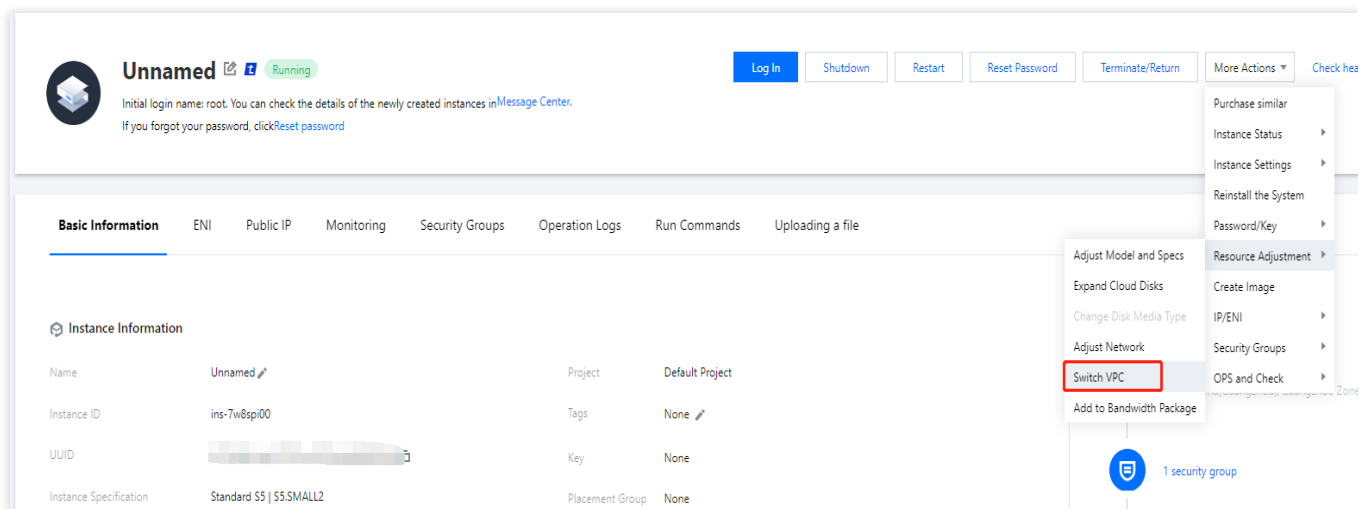 Unnamed Running
Log In Shutdown Restart Reset Password Terminate/Return More Actions Check hea
Initial login name: root. You can check the details of the newly created instances inMessage Center.
If you forgot your password, clickReset password
Purchase similar
Instance Status
Instance Settings
Reinstall the System
Password/Key
Resource Adjustment
Create Image
IP/ENI
Security Groups
OPS and Check
Basic Information ENI Public IP Monitoring Security Groups Operation Logs Run Commands Uploading a file
Adjust Model and Specs
Expand Cloud Disks
Change Disk Media Type
Adjust Network
Switch VPC
Add to Bandwidth Package
Instance Information
Name Unnamed Project Default Project
Instance ID ins-7w8spi00 Tags None
UUID Key None
Instance Specification Standard S5 | S5.SMALL2 Placement Group None
Zone
1 security group